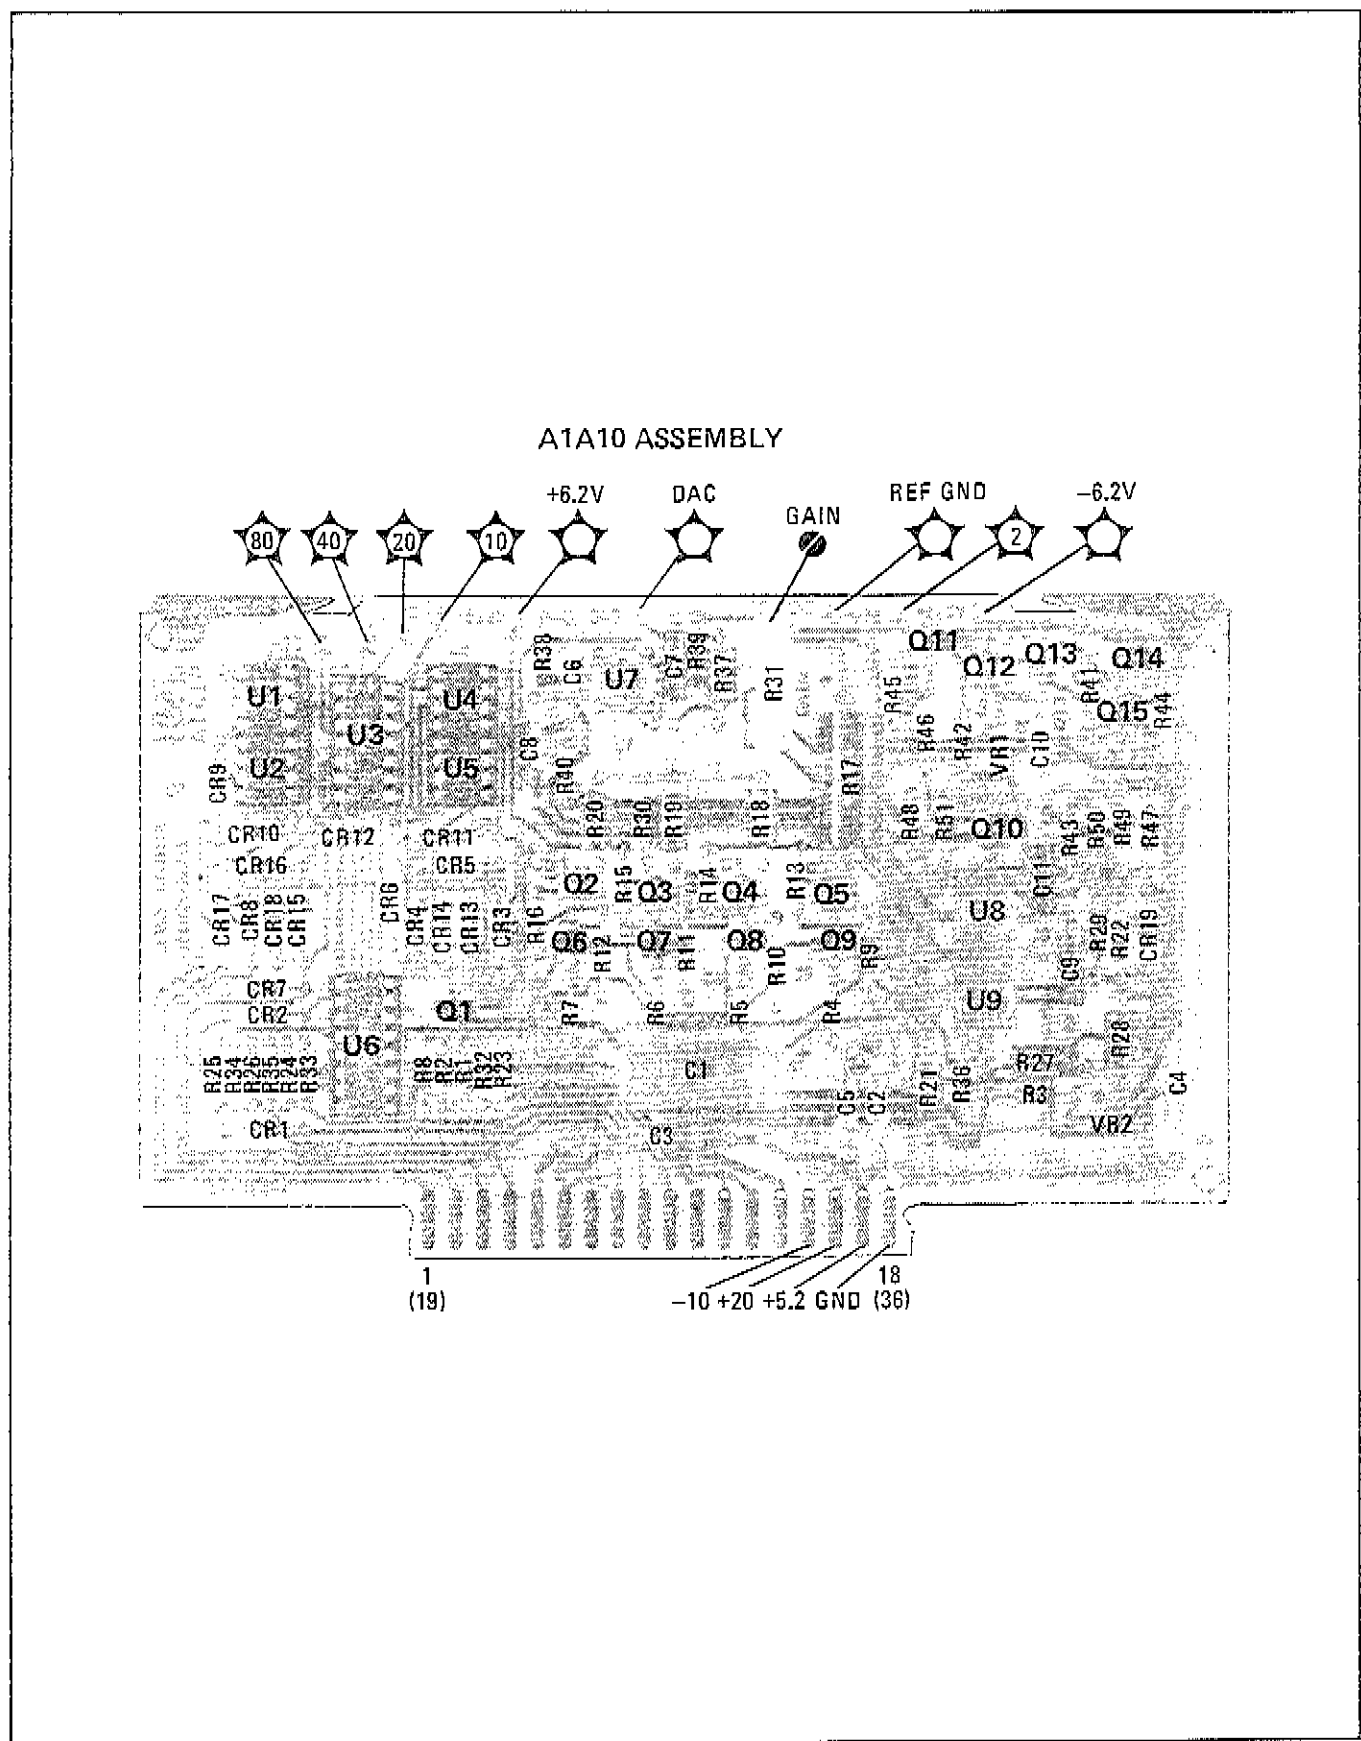 A1A10 ASSEMBLY
+6.2V DAC REF GND −6.2V
GAIN
80 40 20 10 2
Q11
R38 C6 U7 C7 R39 R37 R31 Q12 Q13 Q14
U1 U4 R45 R41 Q15 R44
U3 C8 R46 R42 VR1 C10
CR9 U2 U5 R40 R17
CR10 CR12 CR11 R20 R30 R19 R18 R48 R51 Q10 R43 R50 R49 R47
CR16 CR5
CR6 Q2 R15 Q3 R14 Q4 R13 Q5 C11
CR17 CR8 CR18 CR15 CR4 CR14 CR13 CR3 R16 U8
Q6 R12 Q7 R11 Q8 R10 Q9 R9 C9 R29 R22 CR19
CR7
CR2 Q1 R7 R6 R5 R4 U9
U6 R28
R25 R34 R26 R35 R24 R33 R8 R2 R1 R32 R23 C1 R27
C5 C2 R21 R36 R3 C4
CR1 C3 VR2
1 18
(19) −10 +20 +5.2 GND (36)